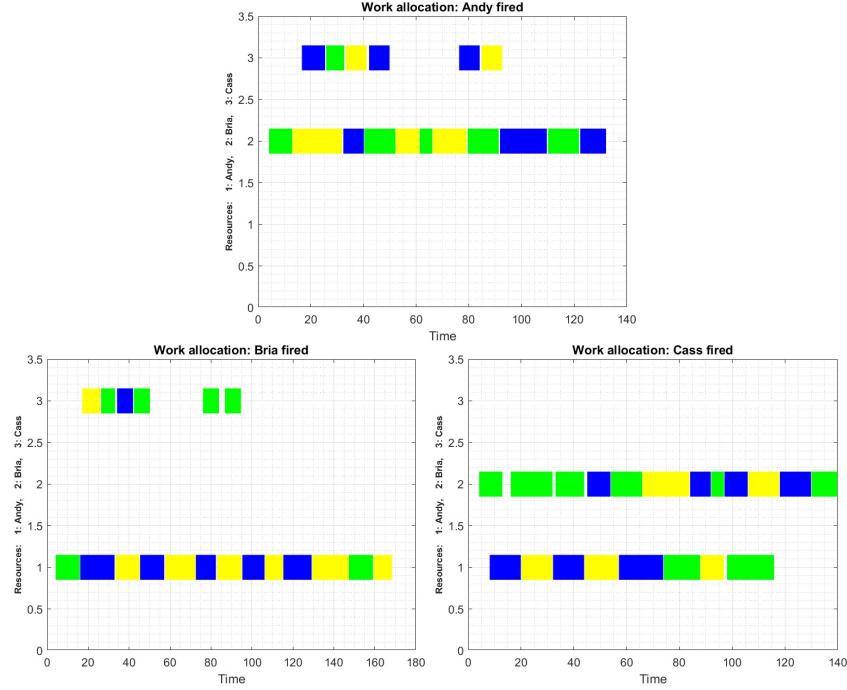 Work allocation: Andy fired
3.5
3
2.5
2
1.5
1
0.5
0
Resources:    1: Andy,    2: Bria,    3: Cass
0 20 40 60 80 100 120 140
Time
Work allocation: Bria fired
3.5
3
2.5
2
1.5
1
0.5
0
Resources:    1: Andy,    2: Bria,    3: Cass
0 20 40 60 80 100 120 140 160 180
Time
Work allocation: Cass fired
3.5
3
2.5
2
1.5
1
0.5
0
Resources:    1: Andy,    2: Bria,    3: Cass
0 20 40 60 80 100 120 140
Time